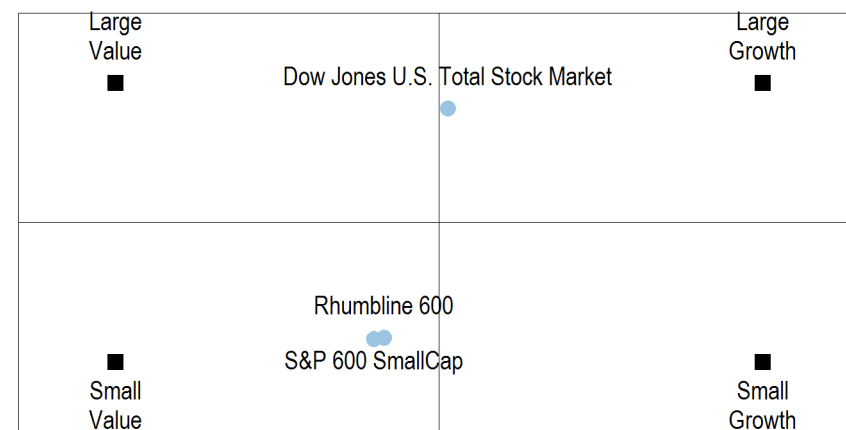 Large
Value
Large
Growth
Dow Jones U.S. Total Stock Market
Rhumbline 600
S&P 600 SmallCap
Small
Value
Small
Growth